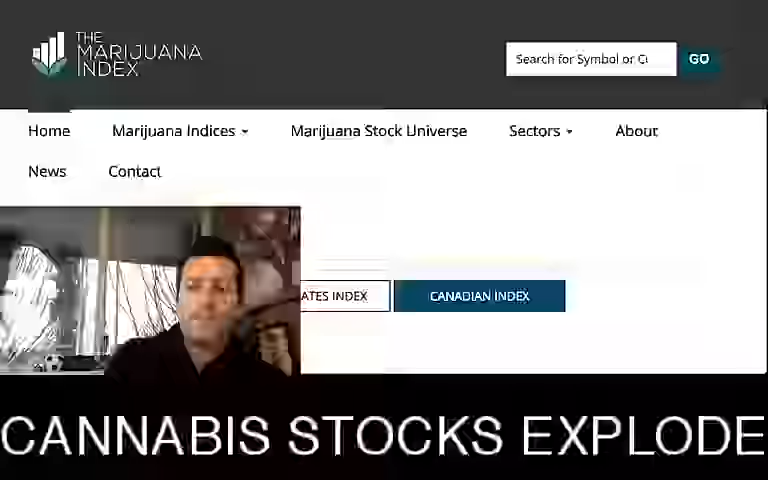 THE
MARIJUANA
INDEX
Search for Symbol or
GO
Home Marijuana Indices Marijuana Stock Universe Sectors About
News Contact
ATES INDEX CANADIAN INDEX
CANNABIS STOCKS EXPLODE